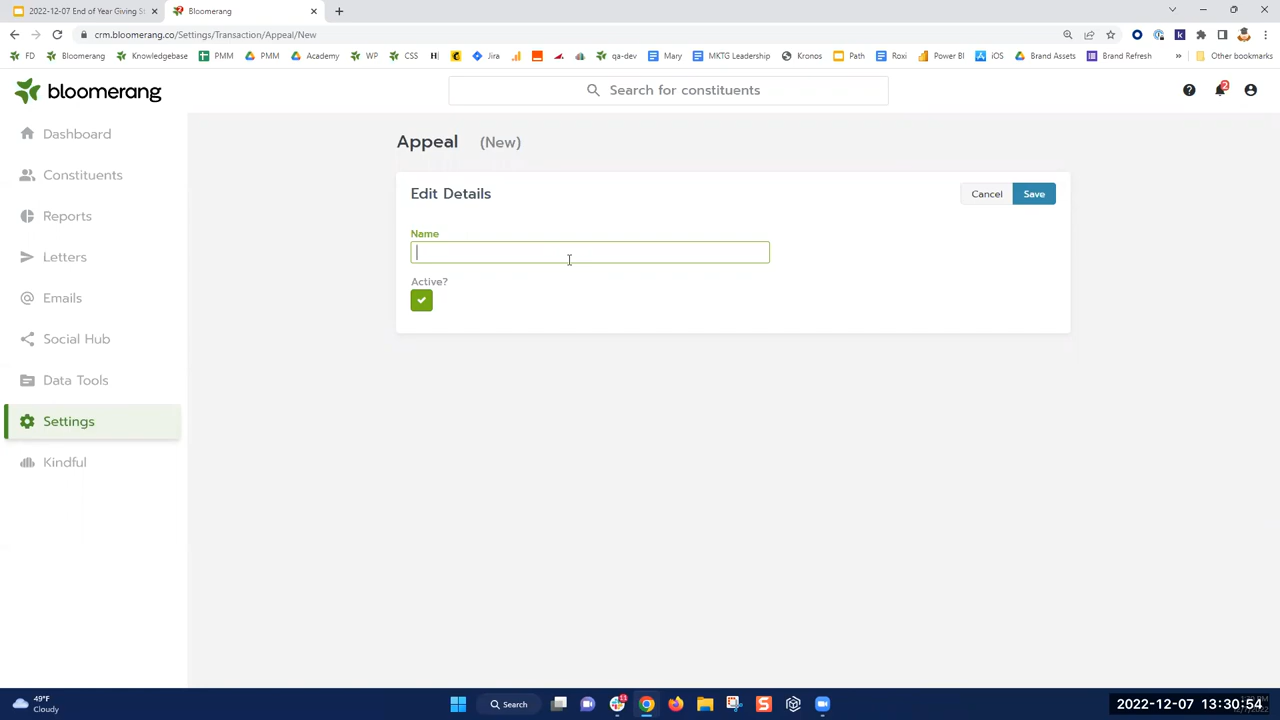 2022-12-07 End of Year Giving St
Bloomerang
crm.bloomerang.co/Settings/Transaction/Appeal/New
FD
Bloomerang
Knowledgebase
PMM
PMM
Academy
WP
CSS
Jira
qa-dev
Mary
MKTG Leadership
Kronos
Path
Roxi
Power BI
iOS
Brand Assets
Brand Refresh
»
Other bookmarks
bloomerang
Search for constituents
2
Dashboard
Constituents
Reports
Letters
Emails
Social Hub
Data Tools
Settings
Kindful
Appeal (New)
Edit Details
Cancel
Save
Name
Active?
49°F
Cloudy
Search
11
2022-12-07 13:30:54